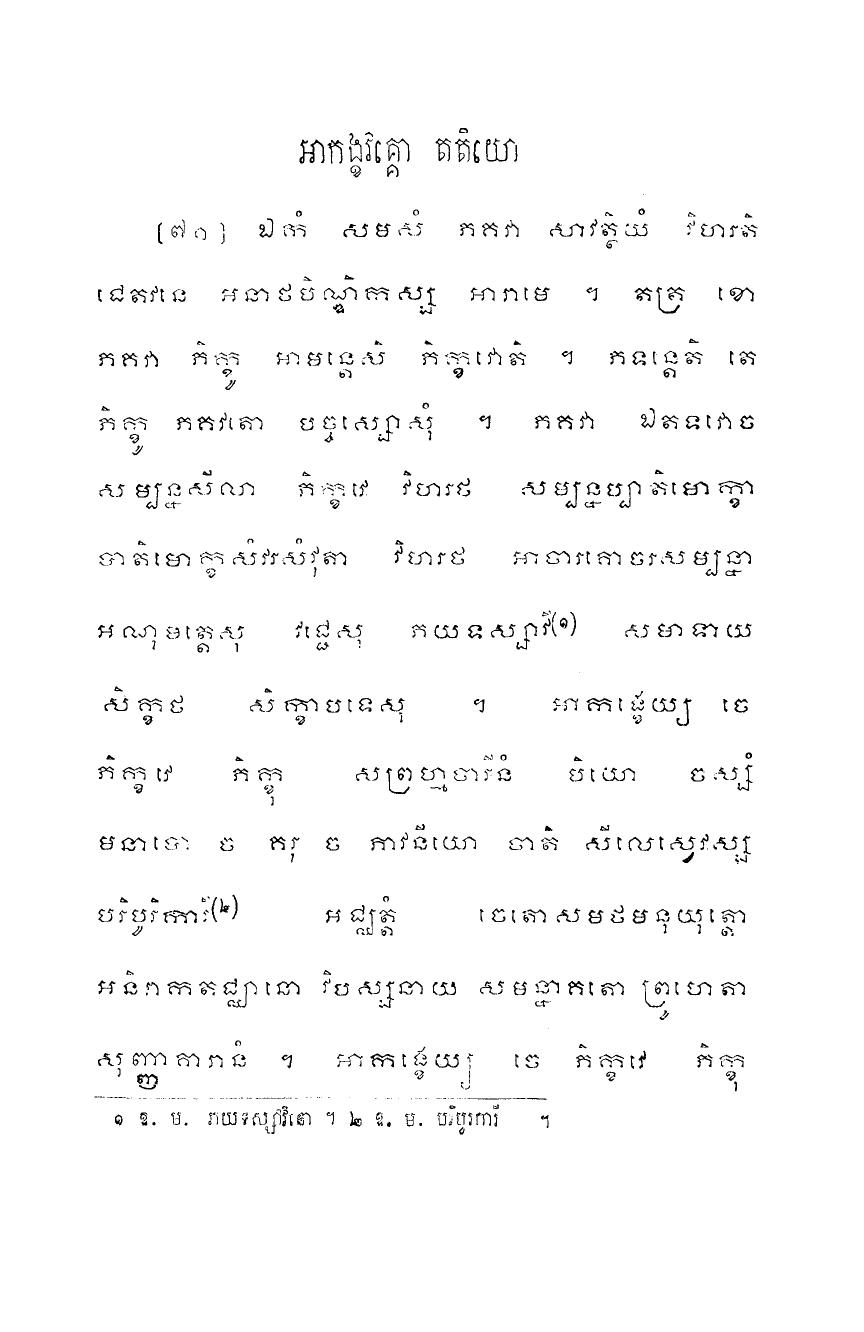 អាកង្ខវគ្គោ តតិយោ
[៧១] ឯកំ សមយំ ភគវា សាវត្ថិយំ វិហរតិ
ជេតវនេ អនាថបិណ្ឌិកស្ស អារាមេ ។ តត្រ ខោ
ភគវា ភិក្ខូ អាមន្តេសិ ភិក្ខវោតិ ។ ភទន្តេតិ តេ
ភិក្ខូ ភគវតោ បច្ចស្សោសុំ ។ ភគវា ឯតទវោច
សម្បន្នសីលា ភិក្ខវេ វិហរថ សម្បន្នប្បាតិមោក្ខា
បាតិមោក្ខសំវរសំវុតា វិហរថ អាចារគោចរសម្បន្នា
អណុមត្តេសុ វជ្ជេសុ ភយទស្សាវី(១) សមាទាយ
សិក្ខថ សិក្ខាបទេសុ ។ អាកង្ខេយ្យ ចេ
ភិក្ខវេ ភិក្ខុ សព្រហ្មចារីនំ បិយោ ចស្សំ
មនាបោ ច គរុ ច ភាវនីយោ ចាតិ សីលេស្វេវស្ស
បរិបូរិការី(២) អជ្ឈត្តំ ចេតោសមថមនុយុត្តោ
អនិរាកតជ្ឈានោ វិបស្សនាយ សមន្នាគតោ ព្រូហេតា
សុញ្ញាគារានំ ។ អាកង្ខេយ្យ ចេ ភិក្ខវេ ភិក្ខុ
១ ឱ. ម. ភយទស្សាវិនោ ។ ២ ឱ. ម. បរិបូរការី ។